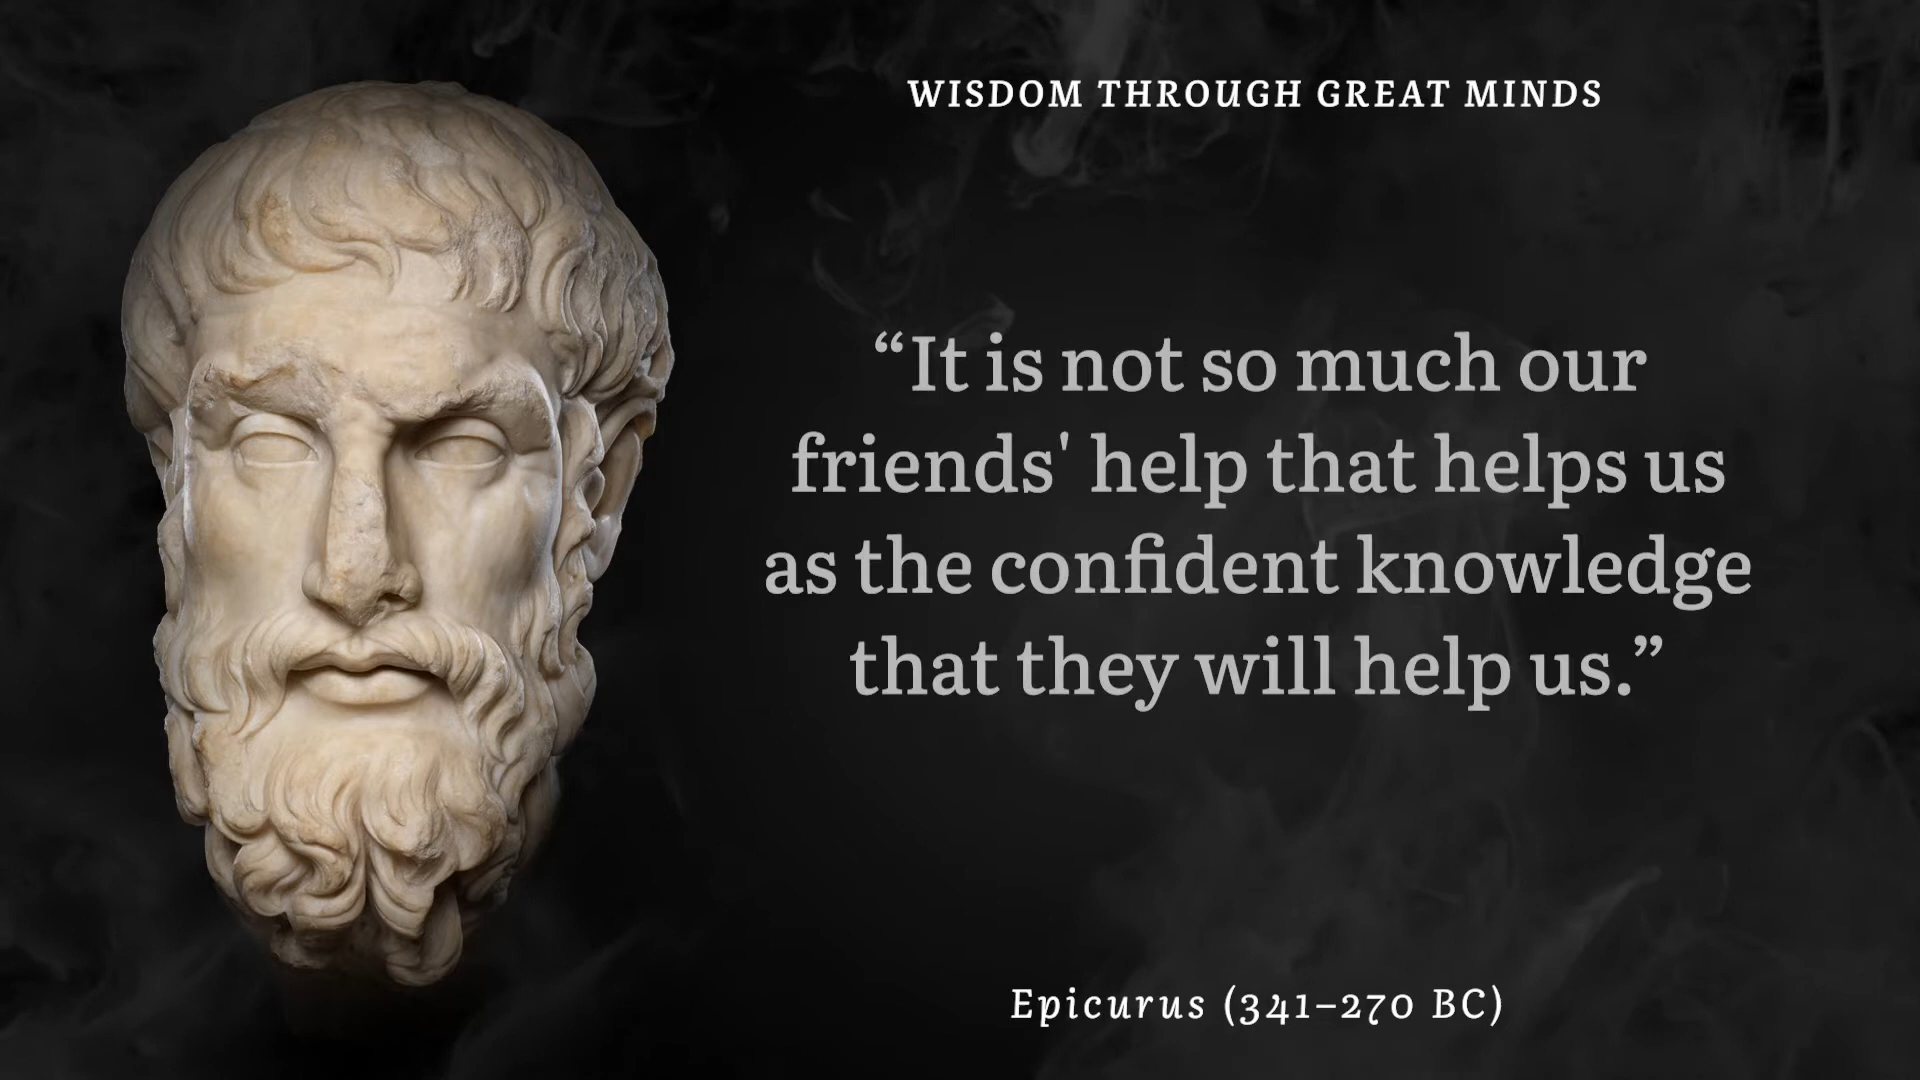 WISDOM THROUGH GREAT MINDS
“It is not so much our
friends' help that helps us
as the confident knowledge
that they will help us.”
Epicurus (341–270 BC)